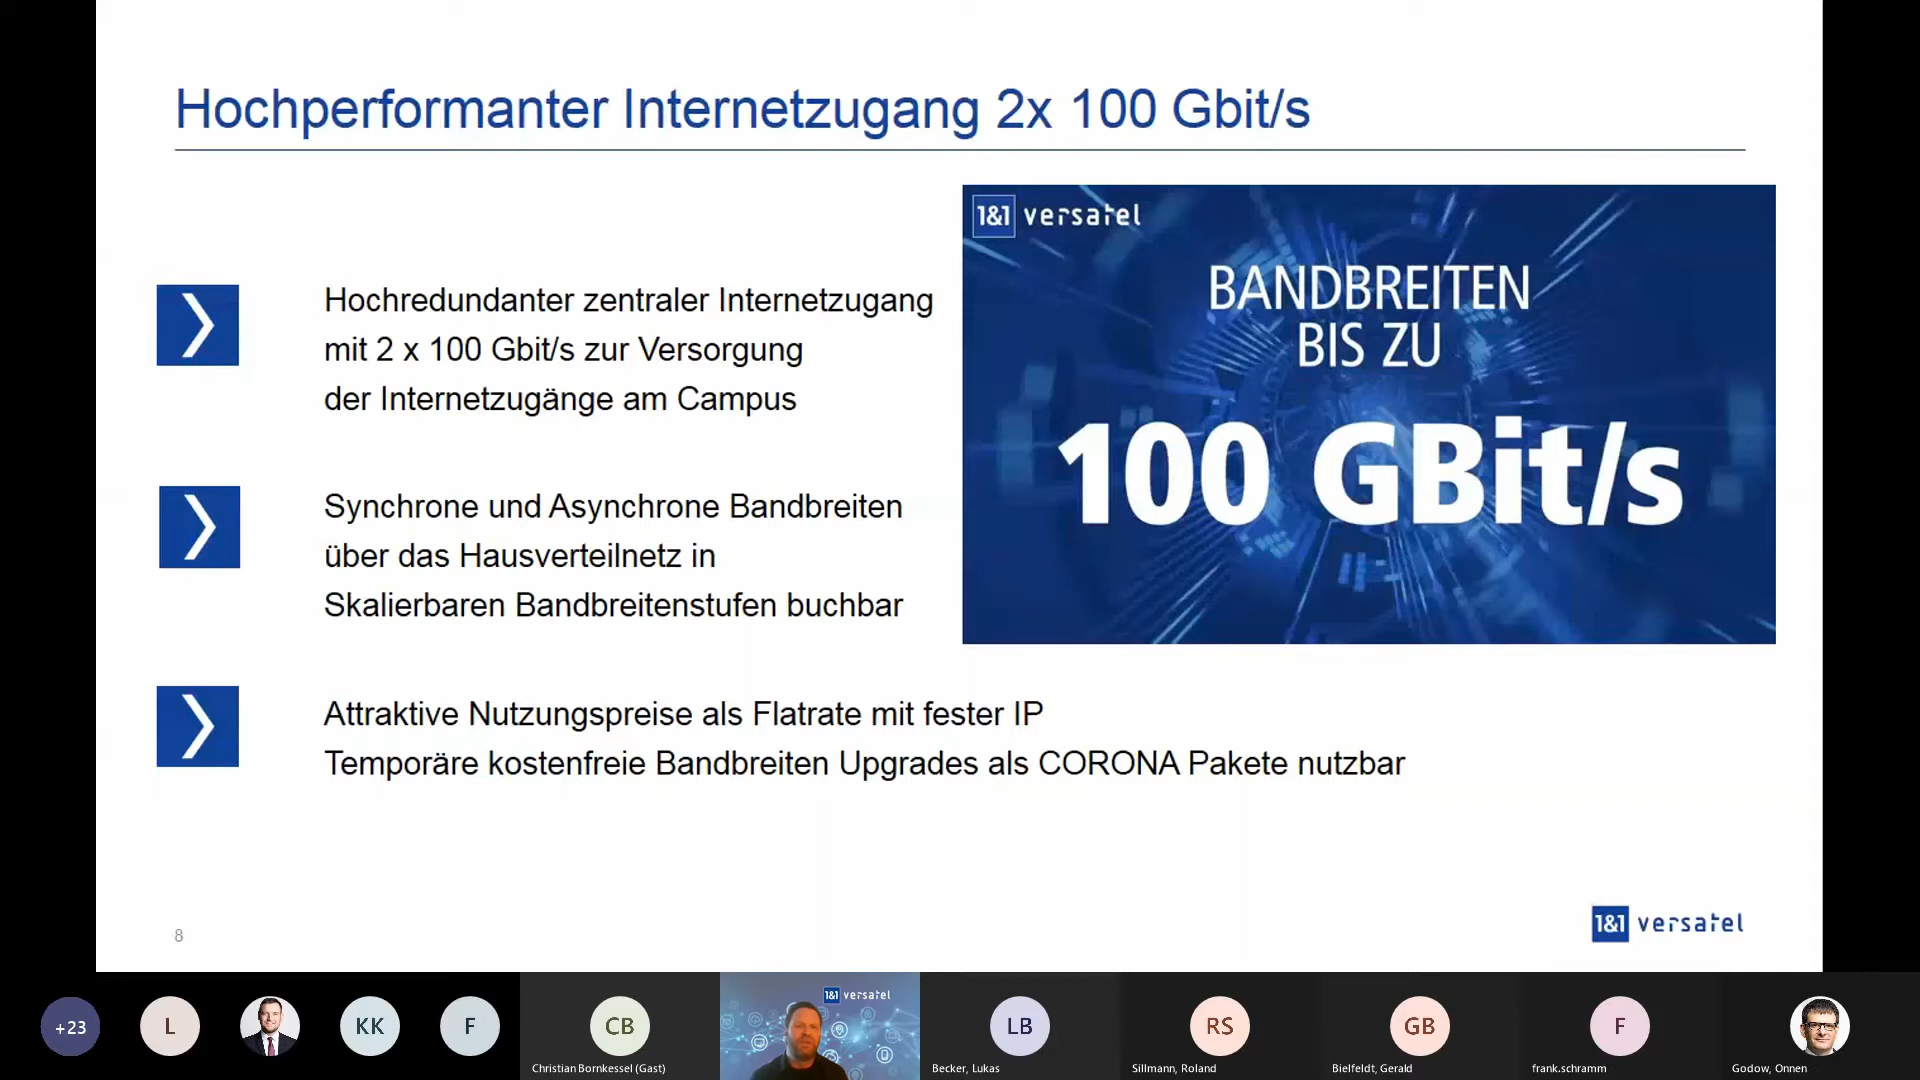 Hochperformanter Internetzugang 2x 100 Gbit/s
Hochredundanter zentraler Internetzugang
mit 2 x 100 Gbit/s zur Versorgung
der Internetzugänge am Campus
Synchrone und Asynchrone Bandbreiten
über das Hausverteilnetz in
Skalierbaren Bandbreitenstufen buchbar
Attraktive Nutzungspreise als Flatrate mit fester IP
Temporäre kostenfreie Bandbreiten Upgrades als CORONA Pakete nutzbar
1&1 versatel
BANDBREITEN
BIS ZU
100 GBit/s
8
1&1 versatel
+23
L
KK
F
CB
Christian Bornkessel (Gast)
1&1 versatel
LB
Becker, Lukas
RS
Sillmann, Roland
GB
Bielfeldt, Gerald
F
frank.schramm
Godow, Onnen